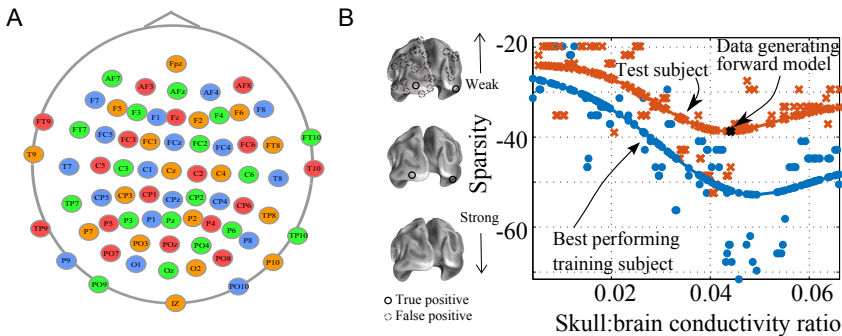 A
Fpz
AF7 AF3 AFz AF4 AF8
F7 F5 F3 F1 Fz F2 F4 F6 F8
FT9 FT7 FC5 FC3 FC1 FCz FC2 FC4 FC6 FT8 FT10
T9 T7 C5 C3 C1 Cz C2 C4 C6 T8 T10
TP7 CP5 CP3 CP1 CPz CP2 CP4 CP6 TP8
TP9 P7 P5 P3 P1 Pz P2 P4 P6 P8 TP10
P9 PO7 PO3 POz PO4 PO8 P10
PO9 O1 Oz O2 PO10
IZ
B
Weak
Sparsity
Strong
True positive
False positive
-20
-40
-60
Test subject
Data generating
forward model
Best performing
training subject
0.02 0.04 0.06
Skull:brain conductivity ratio